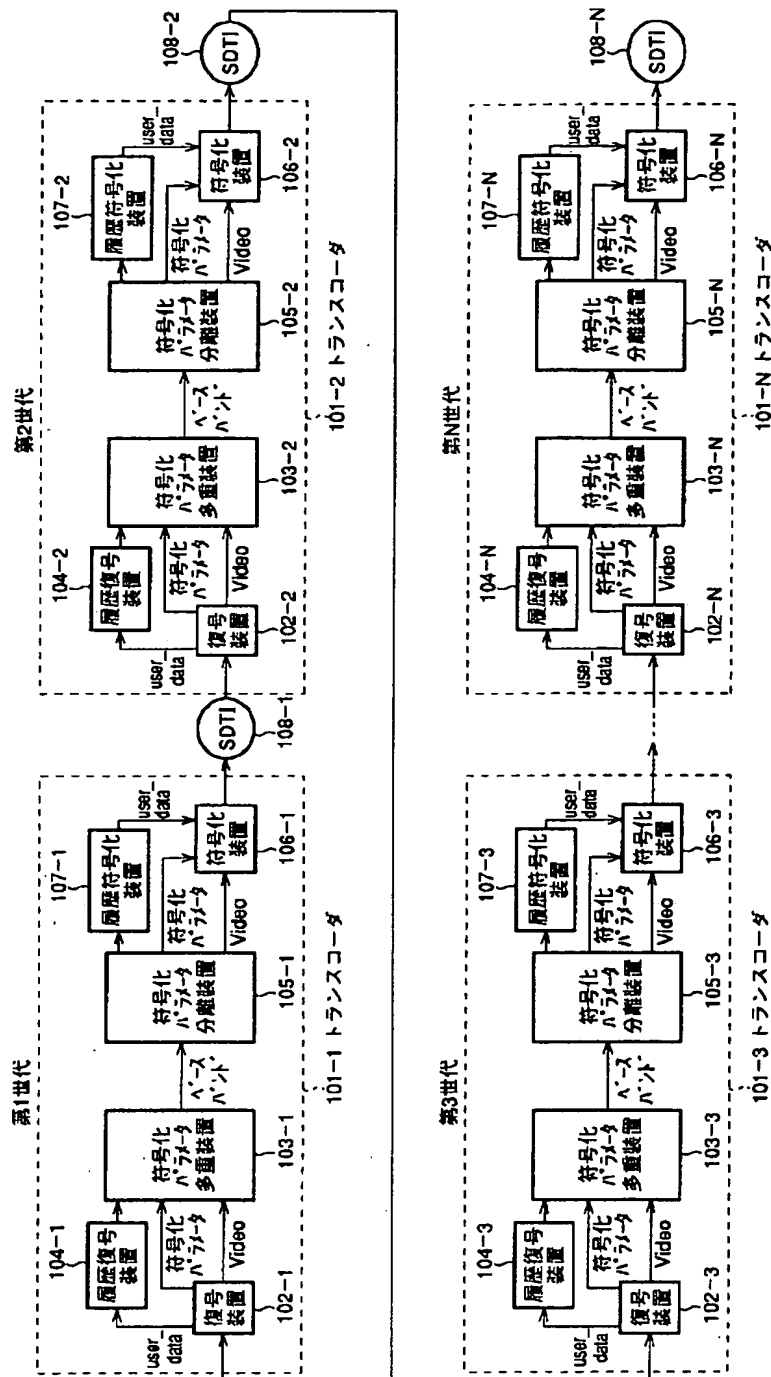 第1世代
104-1
履歴復号
装置
user_
data
復号
装置
102-1
符号化
パラメータ
Video
符号化
パラメータ
多重装置
103-1
ベース
バンド
符号化
パラメータ
分離装置
105-1
107-1
履歴符号化
装置
user_
data
符号化
パラメータ
Video
符号化
装置
106-1
101-1 トランスコーダ
SDTI
108-1
第2世代
104-2
履歴復号
装置
user_
data
復号
装置
102-2
符号化
パラメータ
Video
符号化
パラメータ
多重装置
103-2
ベース
バンド
符号化
パラメータ
分離装置
105-2
107-2
履歴符号化
装置
user_
data
符号化
パラメータ
Video
符号化
装置
106-2
101-2 トランスコーダ
SDTI
108-2
第3世代
104-3
履歴復号
装置
user_
data
復号
装置
102-3
符号化
パラメータ
Video
符号化
パラメータ
多重装置
103-3
ベース
バンド
符号化
パラメータ
分離装置
105-3
107-3
履歴符号化
装置
user_
data
符号化
パラメータ
Video
符号化
装置
106-3
101-3 トランスコーダ
第N世代
104-N
履歴復号
装置
user_
data
復号
装置
102-N
符号化
パラメータ
Video
符号化
パラメータ
多重装置
103-N
ベース
バンド
符号化
パラメータ
分離装置
105-N
107-N
履歴符号化
装置
user_
data
符号化
パラメータ
Video
符号化
装置
106-N
101-N トランスコーダ
SDTI
108-N